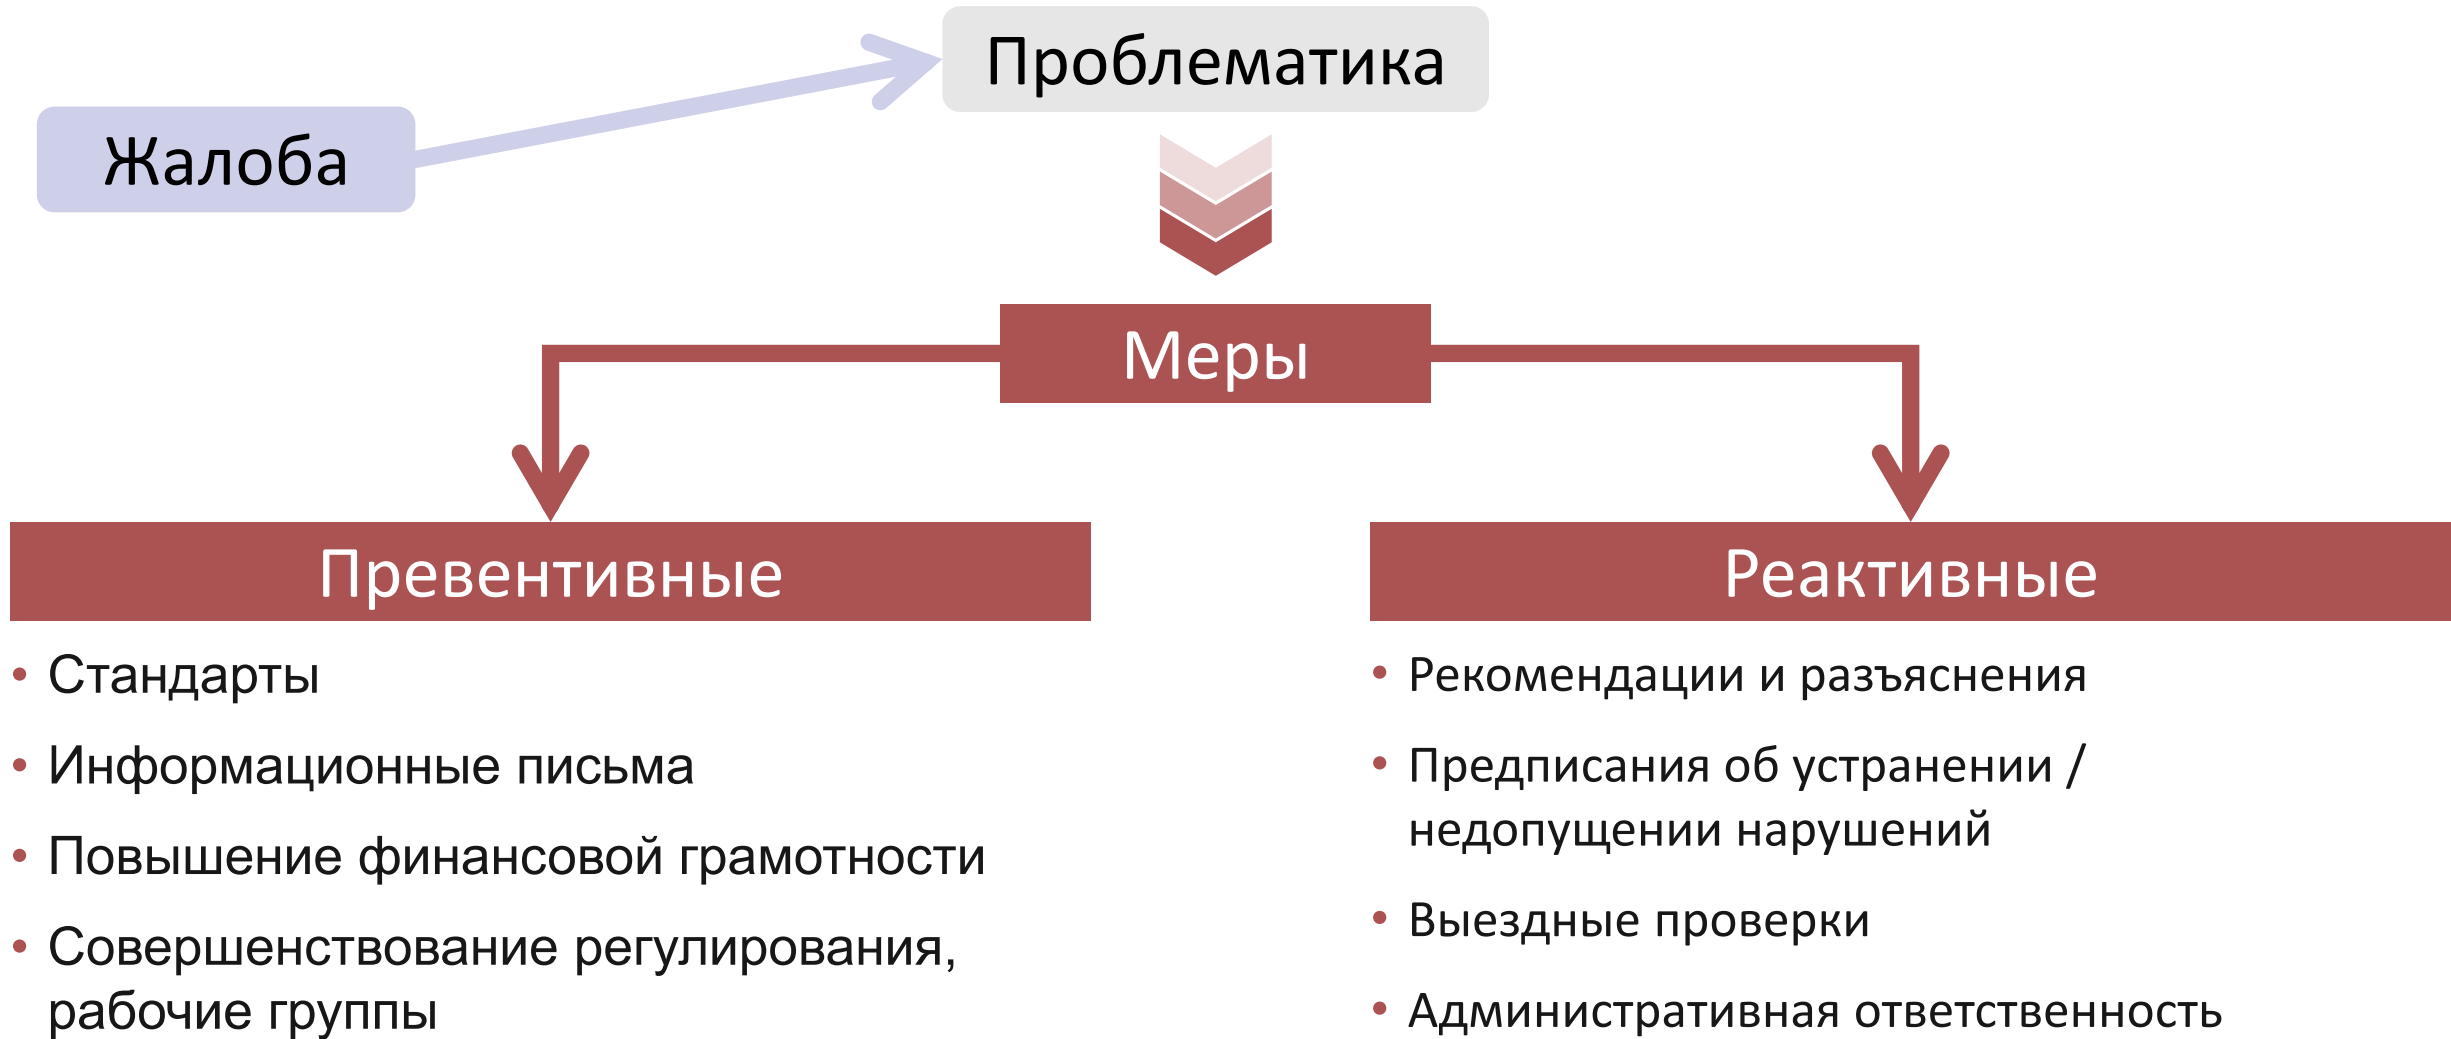 Проблематика
Жалоба
Меры
Превентивные
• Стандарты
• Информационные письма
• Повышение финансовой грамотности
• Совершенствование регулирования,
рабочие группы
Реактивные
• Рекомендации и разъяснения
• Предписания об устранении /
недопущении нарушений
• Выездные проверки
• Административная ответственность